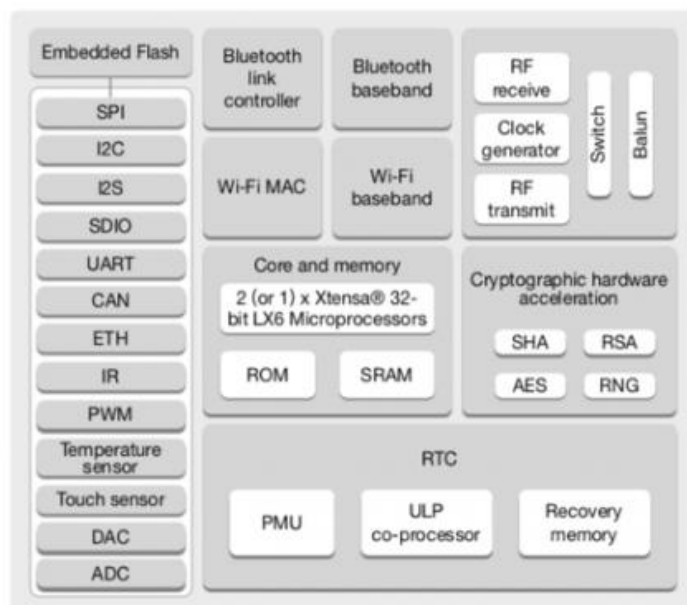 Embedded Flash
SPI
I2C
I2S
SDIO
UART
CAN
ETH
IR
PWM
Temperature
sensor
Touch sensor
DAC
ADC
Bluetooth
link
controller
Bluetooth
baseband
Wi-Fi MAC
Wi-Fi
baseband
RF
receive
Clock
generator
RF
transmit
Switch
Balun
Core and memory
2 (or 1) x Xtensa® 32-
bit LX6 Microprocessors
ROM
SRAM
Cryptographic hardware
acceleration
SHA
RSA
AES
RNG
RTC
PMU
ULP
co-processor
Recovery
memory